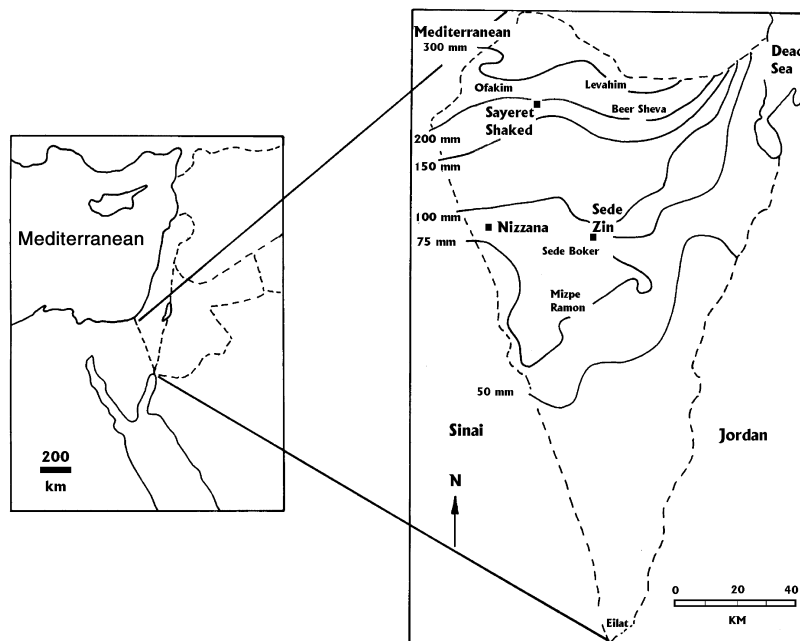 Mediterranean
200
km
Mediterranean
300 mm
Dead
Sea
Ofakim
Levahim
Sayeret
Shaked
Beer Sheva
200 mm
150 mm
100 mm
Sede
Zin
Nizzana
75 mm
Sede Boker
Mizpe
Ramon
50 mm
Sinai
Jordan
N
0 20 40
KM
Eilat